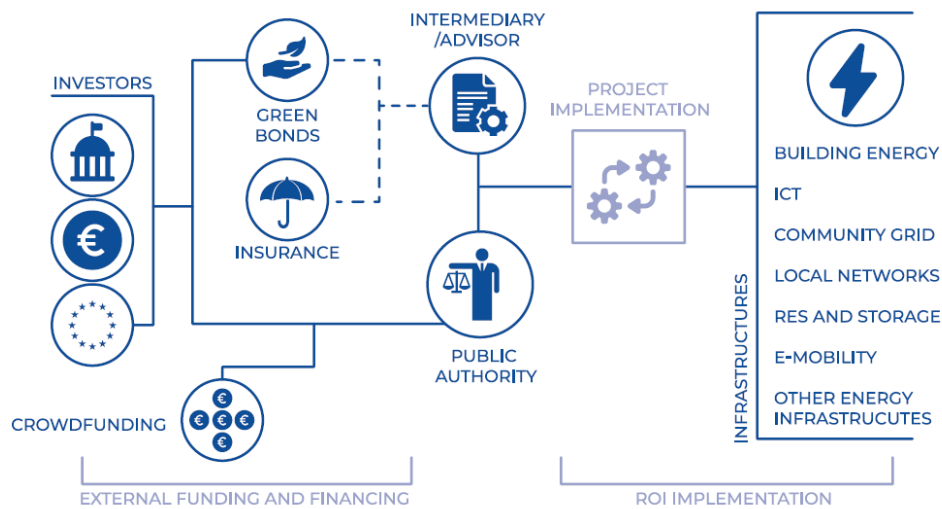 INTERMEDIARY
/ADVISOR
INVESTORS
GREEN
BONDS
INSURANCE
PUBLIC
AUTHORITY
CROWDFUNDING
€
€
€ € €
€
EXTERNAL FUNDING AND FINANCING
PROJECT
IMPLEMENTATION
INFRASTRUCTURES
BUILDING ENERGY
ICT
COMMUNITY GRID
LOCAL NETWORKS
RES AND STORAGE
E-MOBILITY
OTHER ENERGY
INFRASTRUCUTES
ROI IMPLEMENTATION